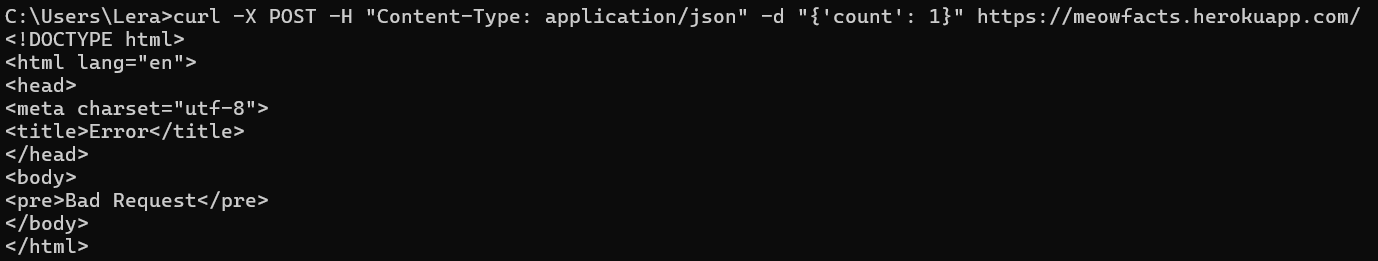 C:\Users\Lera>curl -X POST -H "Content-Type: application/json" -d "{'count': 1}" https://meowfacts.herokuapp.com/
<!DOCTYPE html>
<html lang="en">
<head>
<meta charset="utf-8">
<title>Error</title>
</head>
<body>
<pre>Bad Request</pre>
</body>
</html>